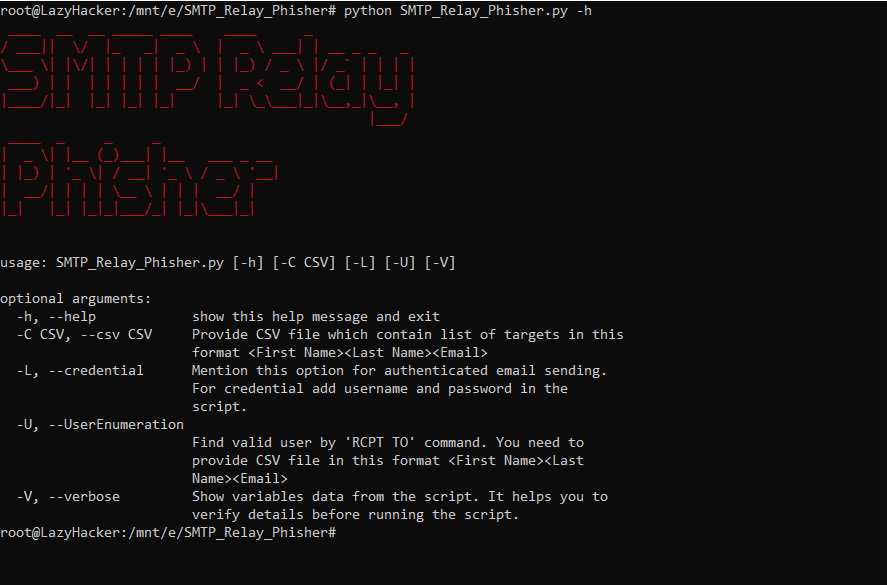 root@LazyHacker:/mnt/e/SMTP_Relay_Phisher# python SMTP_Relay_Phisher.py -h
SMTP Relay
Phisher
usage: SMTP_Relay_Phisher.py [-h] [-C CSV] [-L] [-U] [-V]
optional arguments:
-h, --help show this help message and exit
-C CSV, --csv CSV Provide CSV file which contain list of targets in this
format <First Name><Last Name><Email>
-L, --credential Mention this option for authenticated email sending.
For credential add username and password in the
script.
-U, --UserEnumeration
Find valid user by 'RCPT TO' command. You need to
provide CSV file in this format <First Name><Last
Name><Email>
-V, --verbose Show variables data from the script. It helps you to
verify details before running the script.
root@LazyHacker:/mnt/e/SMTP_Relay_Phisher#